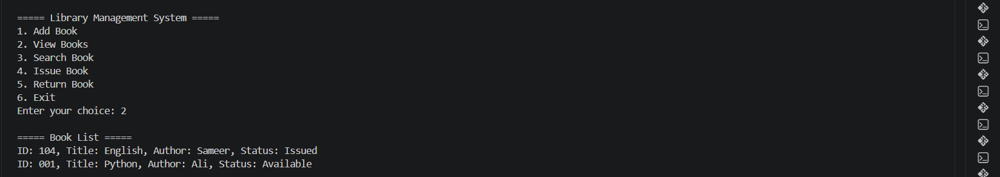 ===== Library Management System =====
1. Add Book
2. View Books
3. Search Book
4. Issue Book
5. Return Book
6. Exit
Enter your choice: 2
===== Book List =====
ID: 104, Title: English, Author: Sameer, Status: Issued
ID: 001, Title: Python, Author: Ali, Status: Available